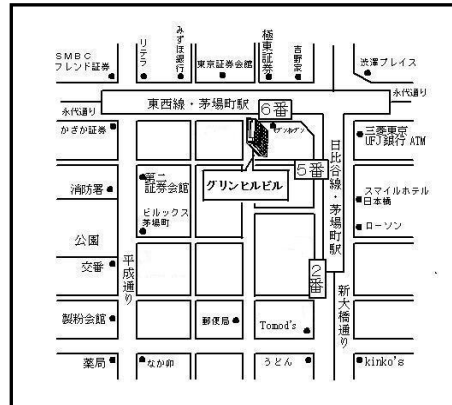 SMBC
フレンド証券
リテラ
みずほ銀行
東京証券会館
極東証券
吉野家
渋澤プレイス
永代通り
東西線・茅場町駅
6番
永代通り
かざか証券
三菱東京
UFJ銀行 ATM
日比谷線・茅場町駅
5番
第二
証券会館
グリンヒルビル
消防署
スマイルホテル
日本橋
ビルックス
茅場町
ローソン
公園
交番
平成通り
2番
新大橋通り
製粉会館
郵便局
Tomod's
薬局
なか卯
うどん
kinko's